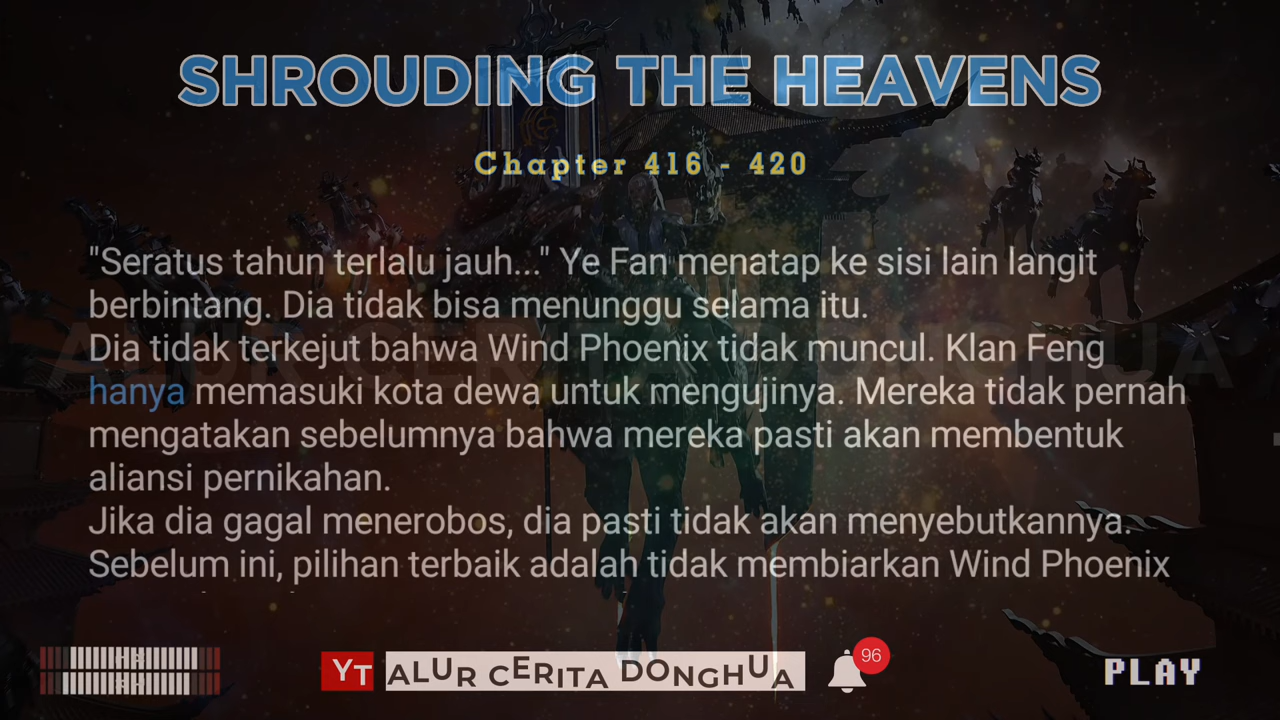 SHROUDING THE HEAVENS
Chapter 416 - 420
"Seratus tahun terlalu jauh..." Ye Fan menatap ke sisi lain langit
berbintang. Dia tidak bisa menunggu selama itu.
Dia tidak terkejut bahwa Wind Phoenix tidak muncul. Klan Feng
hanya memasuki kota dewa untuk mengujinya. Mereka tidak pernah
mengatakan sebelumnya bahwa mereka pasti akan membentuk
aliansi pernikahan.
Jika dia gagal menerobos, dia pasti tidak akan menyebutkannya.
Sebelum ini, pilihan terbaik adalah tidak membiarkan Wind Phoenix
YT ALUR CERITA DONGHUA
96
PLAY